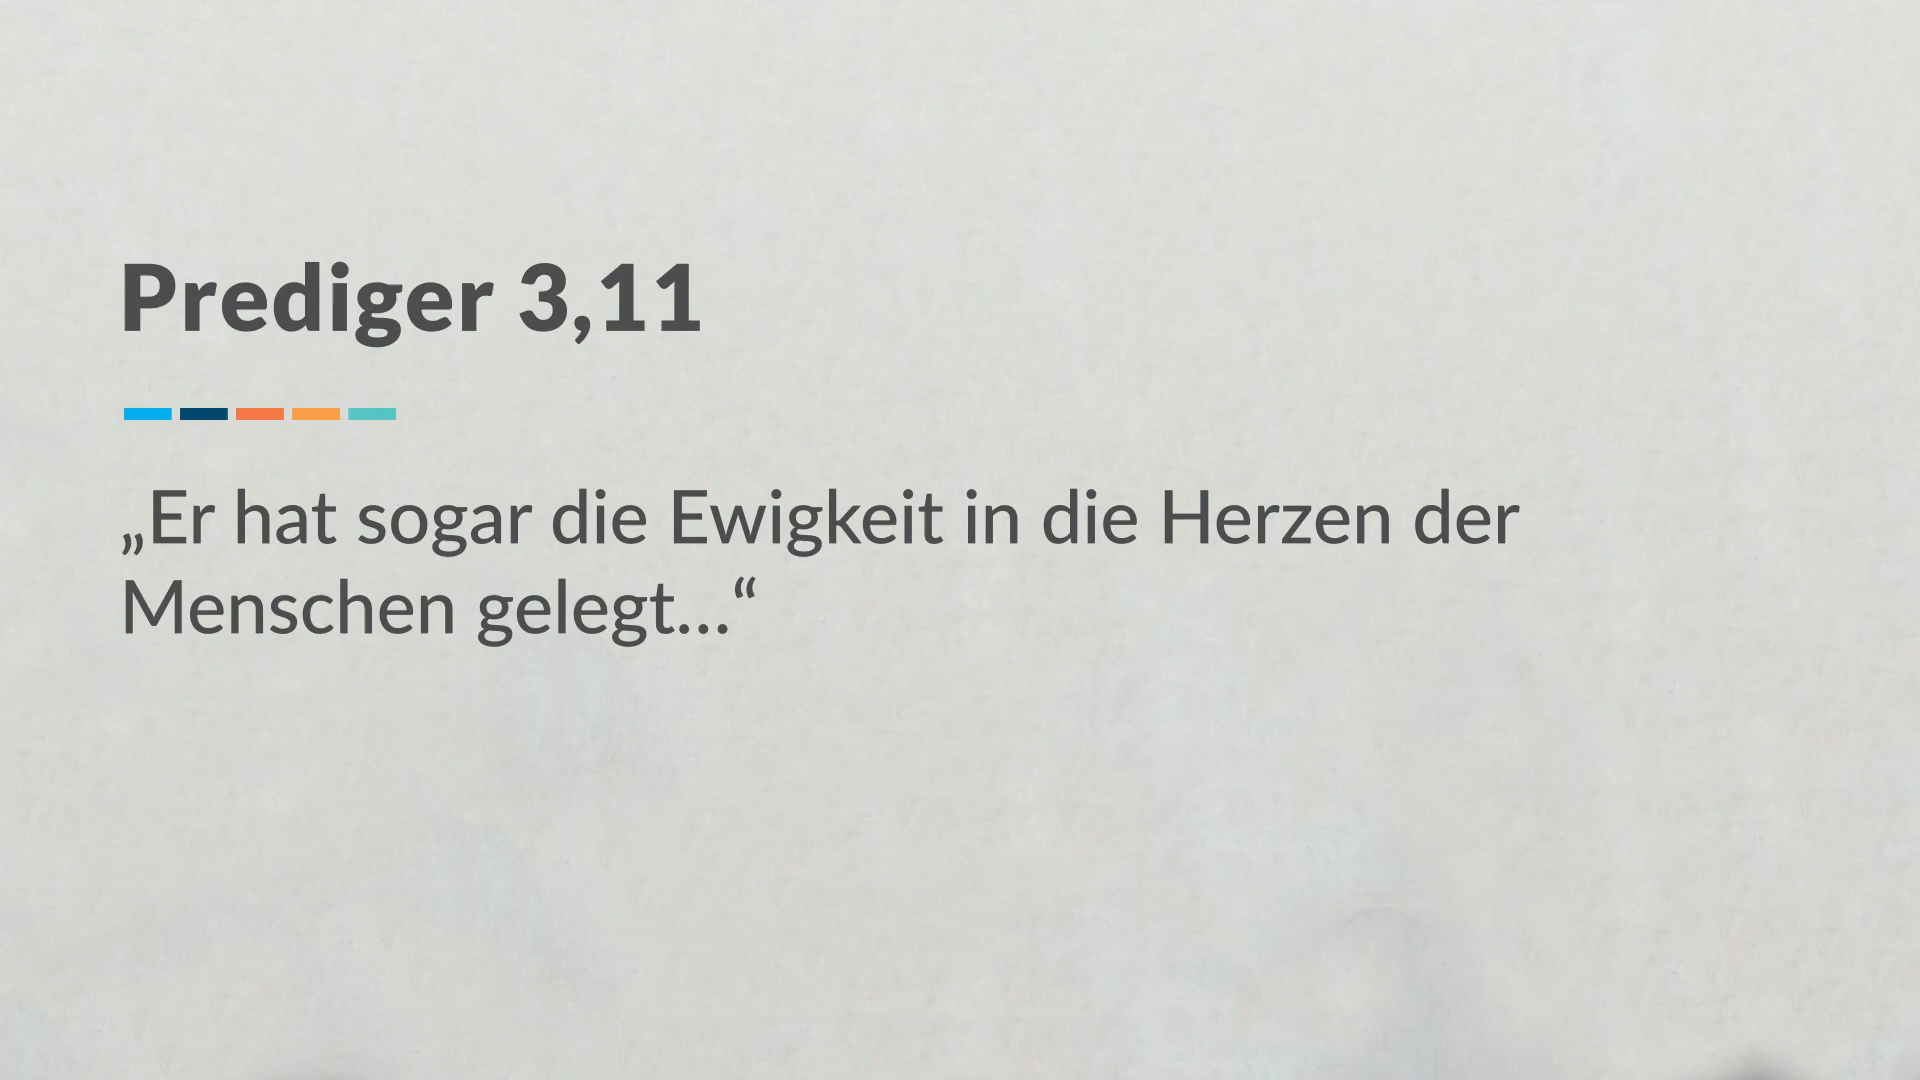 Prediger 3,11
„Er hat sogar die Ewigkeit in die Herzen der
Menschen gelegt…“